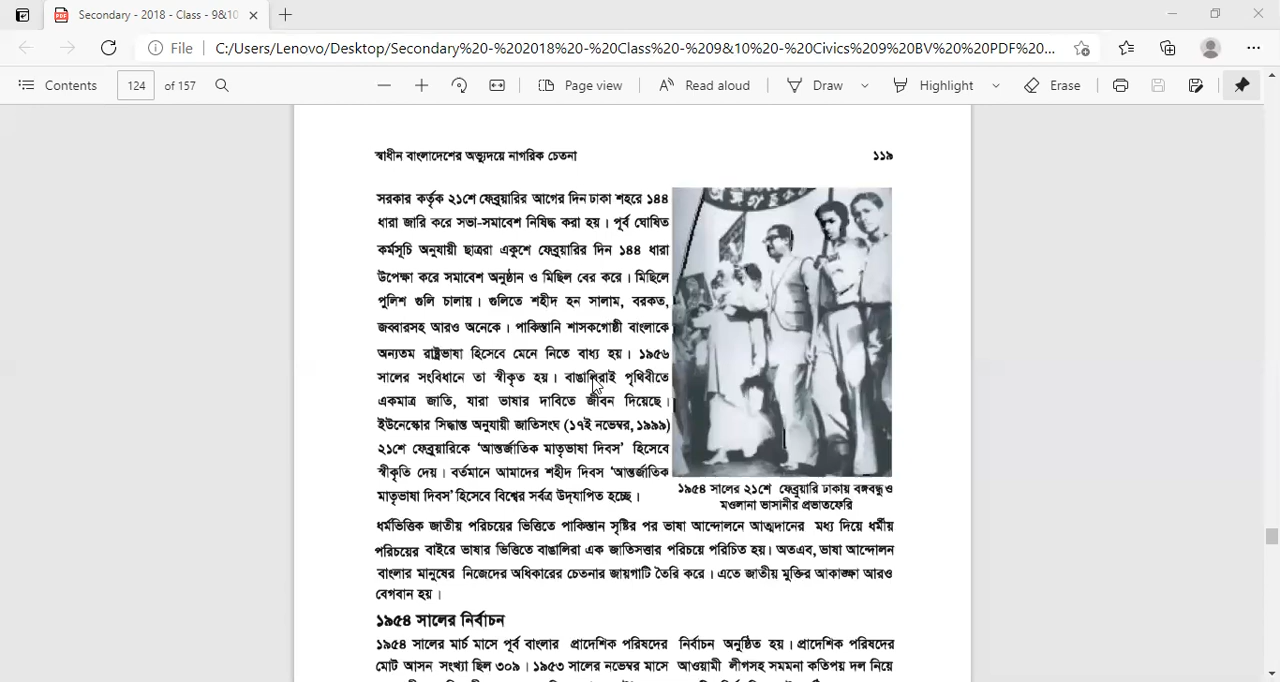 Secondary - 2018 - Class - 9&10
File
C:/Users/Lenovo/Desktop/Secondary%20-%202018%20-%20Class%20-%209&10%20-%20Civics%209%20BV%20%20PDF%20...
Contents
124 of 157
Page view
Read aloud
Draw
Highlight
Erase
স্বাধীন বাংলাদেশের অভ্যুদয়ে নাগরিক চেতনা
১১৯
সরকার কর্তৃক ২১শে ফেব্রুয়ারির আগের দিন ঢাকা শহরে ১৪৪
ধারা জারি করে সভা-সমাবেশ নিষিদ্ধ করা হয়। পূর্ব ঘোষিত
কর্মসূচি অনুযায়ী ছাত্ররা একুশে ফেব্রুয়ারির দিন ১৪৪ ধারা
উপেক্ষা করে সমাবেশ অনুষ্ঠান ও মিছিল বের করে। মিছিলে
পুলিশ গুলি চালায়। গুলিতে শহীদ হন সালাম, বরকত,
জব্বারসহ আরও অনেকে। পাকিস্তানি শাসকগোষ্ঠী বাংলাকে
অন্যতম রাষ্ট্রভাষা হিসেবে মেনে নিতে বাধ্য হয়। ১৯৫৬
সালের সংবিধানে তা স্বীকৃত হয়। বাঙালিরাই পৃথিবীতে
একমাত্র জাতি, যারা ভাষার দাবিতে জীবন দিয়েছে।
ইউনেস্কোর সিদ্ধান্ত অনুযায়ী জাতিসংঘ (১৭ই নভেম্বর, ১৯৯৯)
২১শে ফেব্রুয়ারিকে ‘আন্তর্জাতিক মাতৃভাষা দিবস’ হিসেবে
স্বীকৃতি দেয়। বর্তমানে আমাদের শহীদ দিবস ‘আন্তর্জাতিক
মাতৃভাষা দিবস’ হিসেবে বিশ্বের সর্বত্র উদ্‌যাপিত হচ্ছে।
১৯৫৪ সালের ২১শে ফেব্রুয়ারি ঢাকায় বঙ্গবন্ধু ও
মওলানা ভাসানীর প্রভাতফেরি
ধর্মভিত্তিক জাতীয় পরিচয়ের ভিত্তিতে পাকিস্তান সৃষ্টির পর ভাষা আন্দোলনে আত্মদানের মধ্য দিয়ে ধর্মীয়
পরিচয়ের বাইরে ভাষার ভিত্তিতে বাঙালিরা এক জাতিসত্তার পরিচয়ে পরিচিত হয়। অতএব, ভাষা আন্দোলন
বাংলার মানুষের নিজেদের অধিকারের চেতনার জায়গাটি তৈরি করে। এতে জাতীয় মুক্তির আকাঙ্ক্ষা আরও
বেগবান হয়।
১৯৫৪ সালের নির্বাচন
১৯৫৪ সালের মার্চ মাসে পূর্ব বাংলার প্রাদেশিক পরিষদের নির্বাচন অনুষ্ঠিত হয়। প্রাদেশিক পরিষদের
মোট আসন সংখ্যা ছিল ৩০৯। ১৯৫৩ সালের নভেম্বর মাসে আওয়ামী লীগসহ সমমনা কতিপয় দল নিয়ে